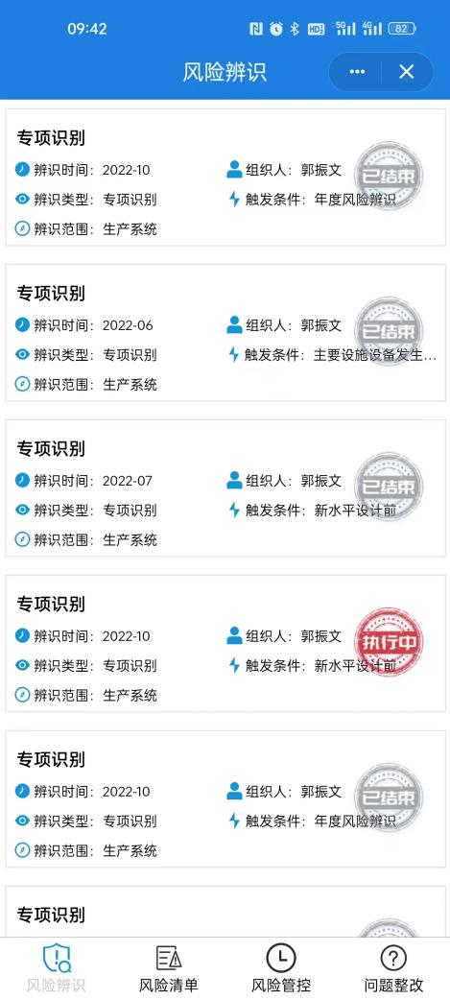 09:42
HD 5G 4G 82
风险辨识
专项识别
辨识时间：2022-10 组织人：郭振文
已结束
辨识类型：专项识别 触发条件：年度风险辨识
辨识范围：生产系统
专项识别
辨识时间：2022-06 组织人：郭振文
已结束
辨识类型：专项识别 触发条件：主要设施设备发生...
辨识范围：生产系统
专项识别
辨识时间：2022-07 组织人：郭振文
已结束
辨识类型：专项识别 触发条件：新水平设计前
辨识范围：生产系统
专项识别
辨识时间：2022-10 组织人：郭振文
执行中
辨识类型：专项识别 触发条件：新水平设计前
辨识范围：生产系统
专项识别
辨识时间：2022-10 组织人：郭振文
已结束
辨识类型：专项识别 触发条件：年度风险辨识
辨识范围：生产系统
专项识别
风险辨识 风险清单 风险管控 问题整改